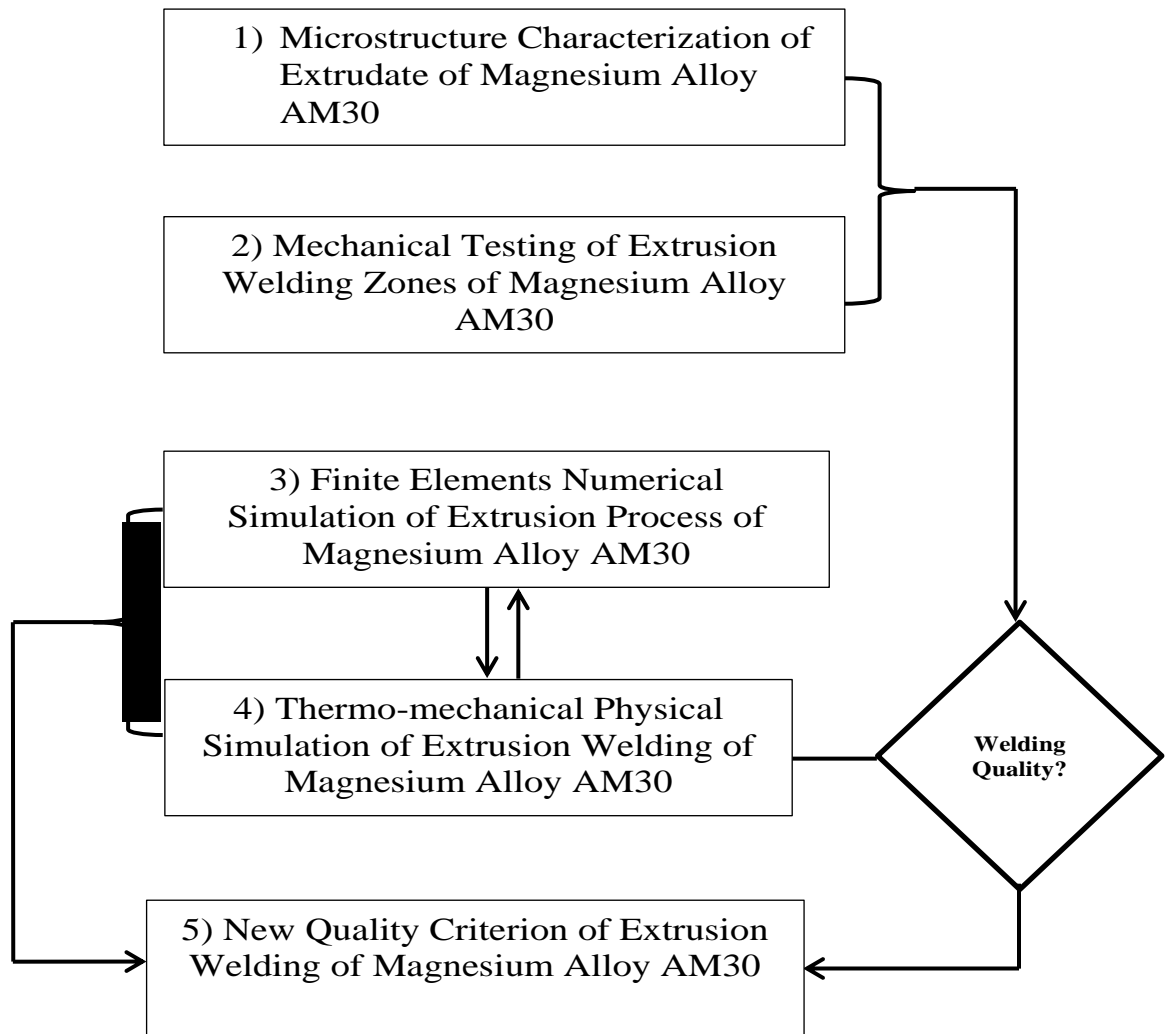 1) Microstructure Characterization of
Extrudate of Magnesium Alloy
AM30
2) Mechanical Testing of Extrusion
Welding Zones of Magnesium Alloy
AM30
3) Finite Elements Numerical
Simulation of Extrusion Process of
Magnesium Alloy AM30
4) Thermo-mechanical Physical
Simulation of Extrusion Welding of
Magnesium Alloy AM30
Welding
Quality?
5) New Quality Criterion of Extrusion
Welding of Magnesium Alloy AM30